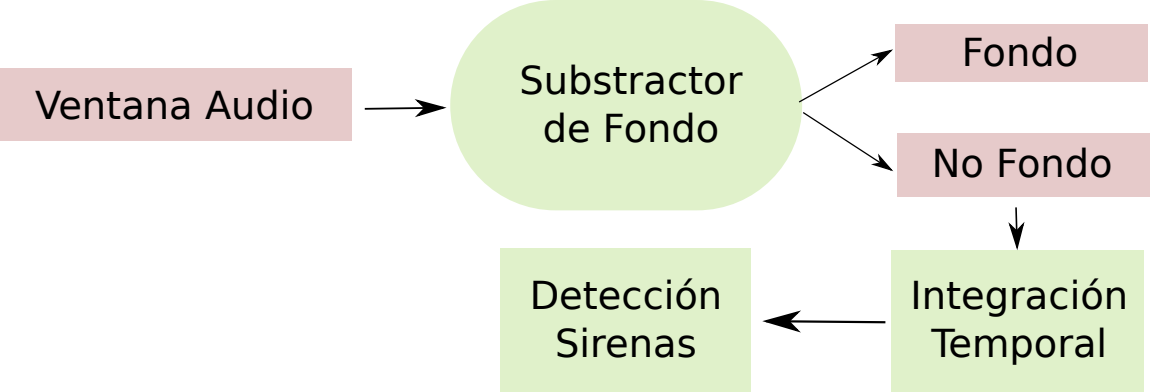 Ventana Audio
Substractor
de Fondo
Fondo
No Fondo
Integración
Temporal
Detección
Sirenas